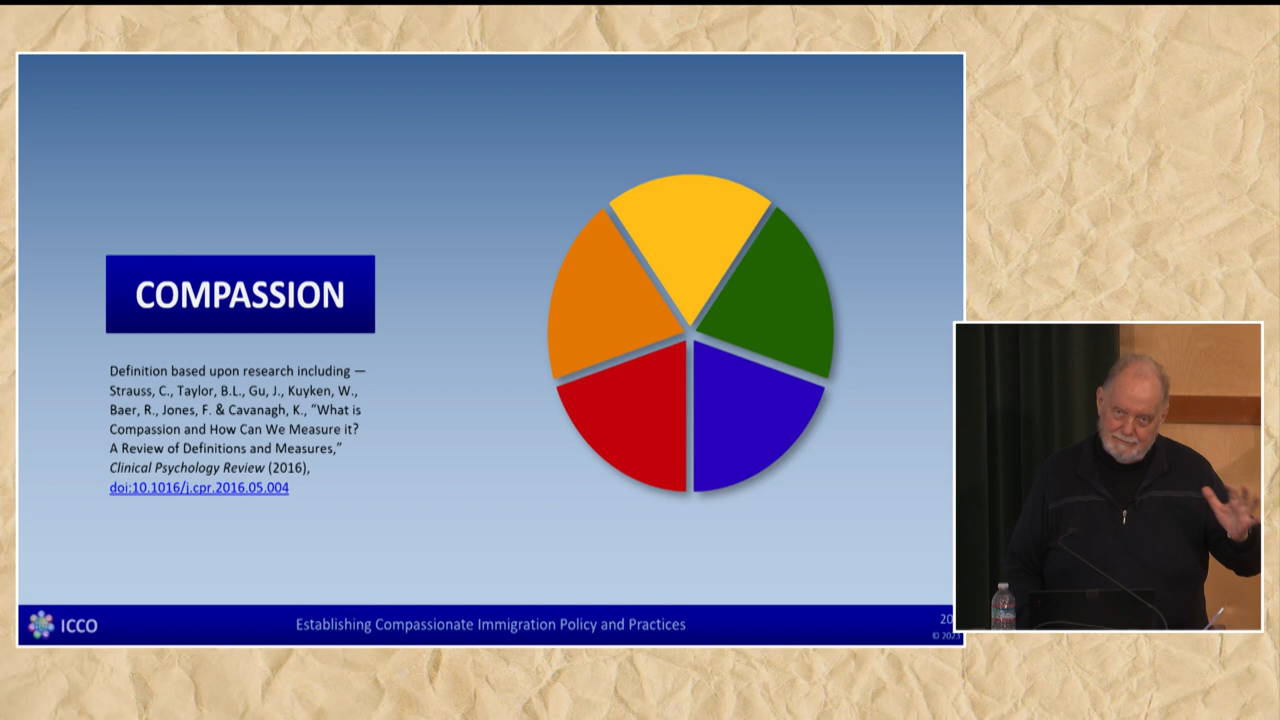 COMPASSION
Definition based upon research including —
Strauss, C., Taylor, B.L., Gu, J., Kuyken, W.,
Baer, R., Jones, F. & Cavanagh, K., “What is
Compassion and How Can We Measure it?
A Review of Definitions and Measures,”
Clinical Psychology Review (2016),
doi:10.1016/j.cpr.2016.05.004
ICCO
Establishing Compassionate Immigration Policy and Practices
20
© 2023